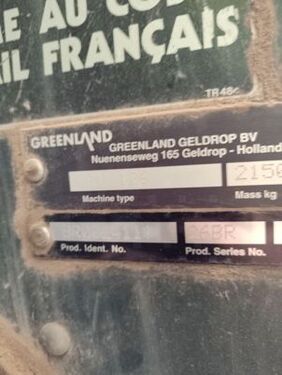 E AU CO
AIL FRANÇAIS
TR48
GREENLAND
GREENLAND GELDROP BV
Nuenenseweg 165 Geldrop - Holland
2150
Machine type
Mass kg
Prod. Ident. No.
Prod. Series No.